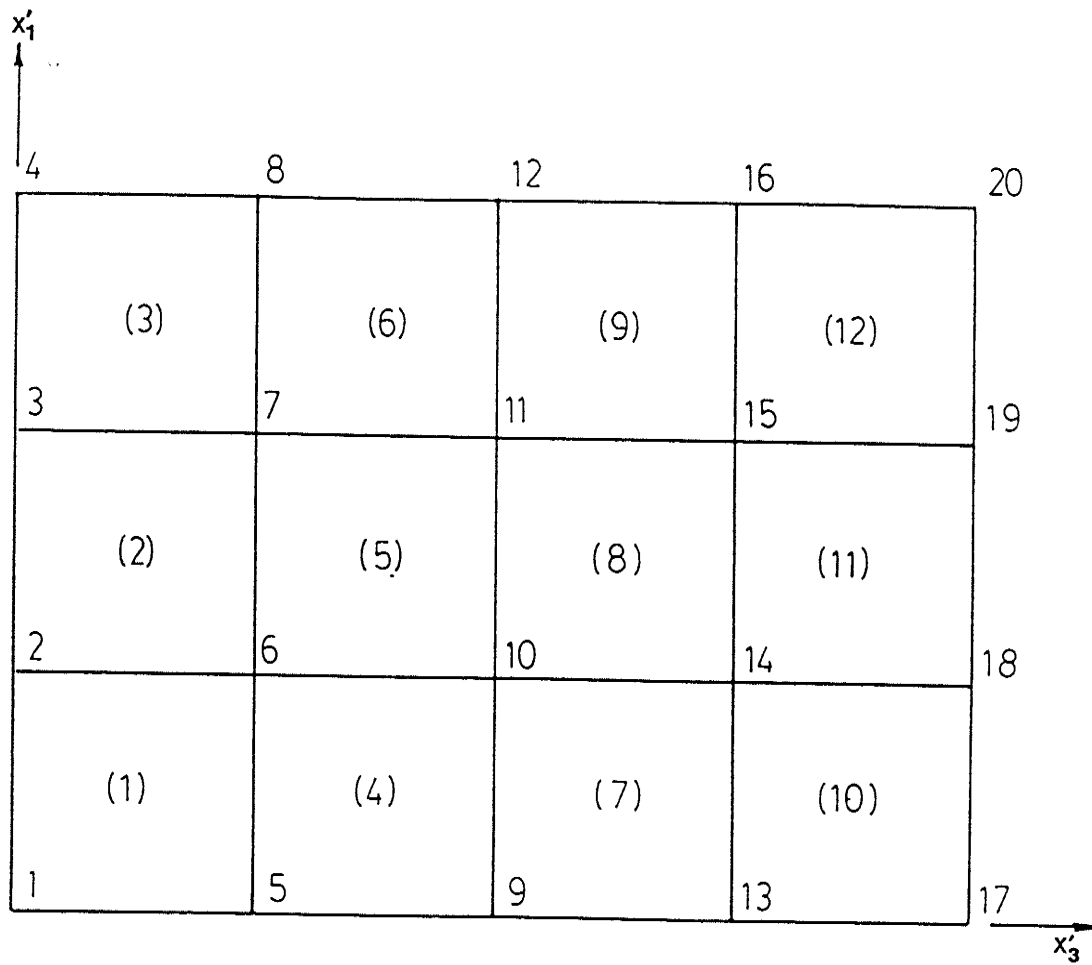 x′₁
4 8 12 16 20
(3) (6) (9) (12)
3 7 11 15 19
(2) (5) (8) (11)
2 6 10 14 18
(1) (4) (7) (10)
1 5 9 13 17
x′₃